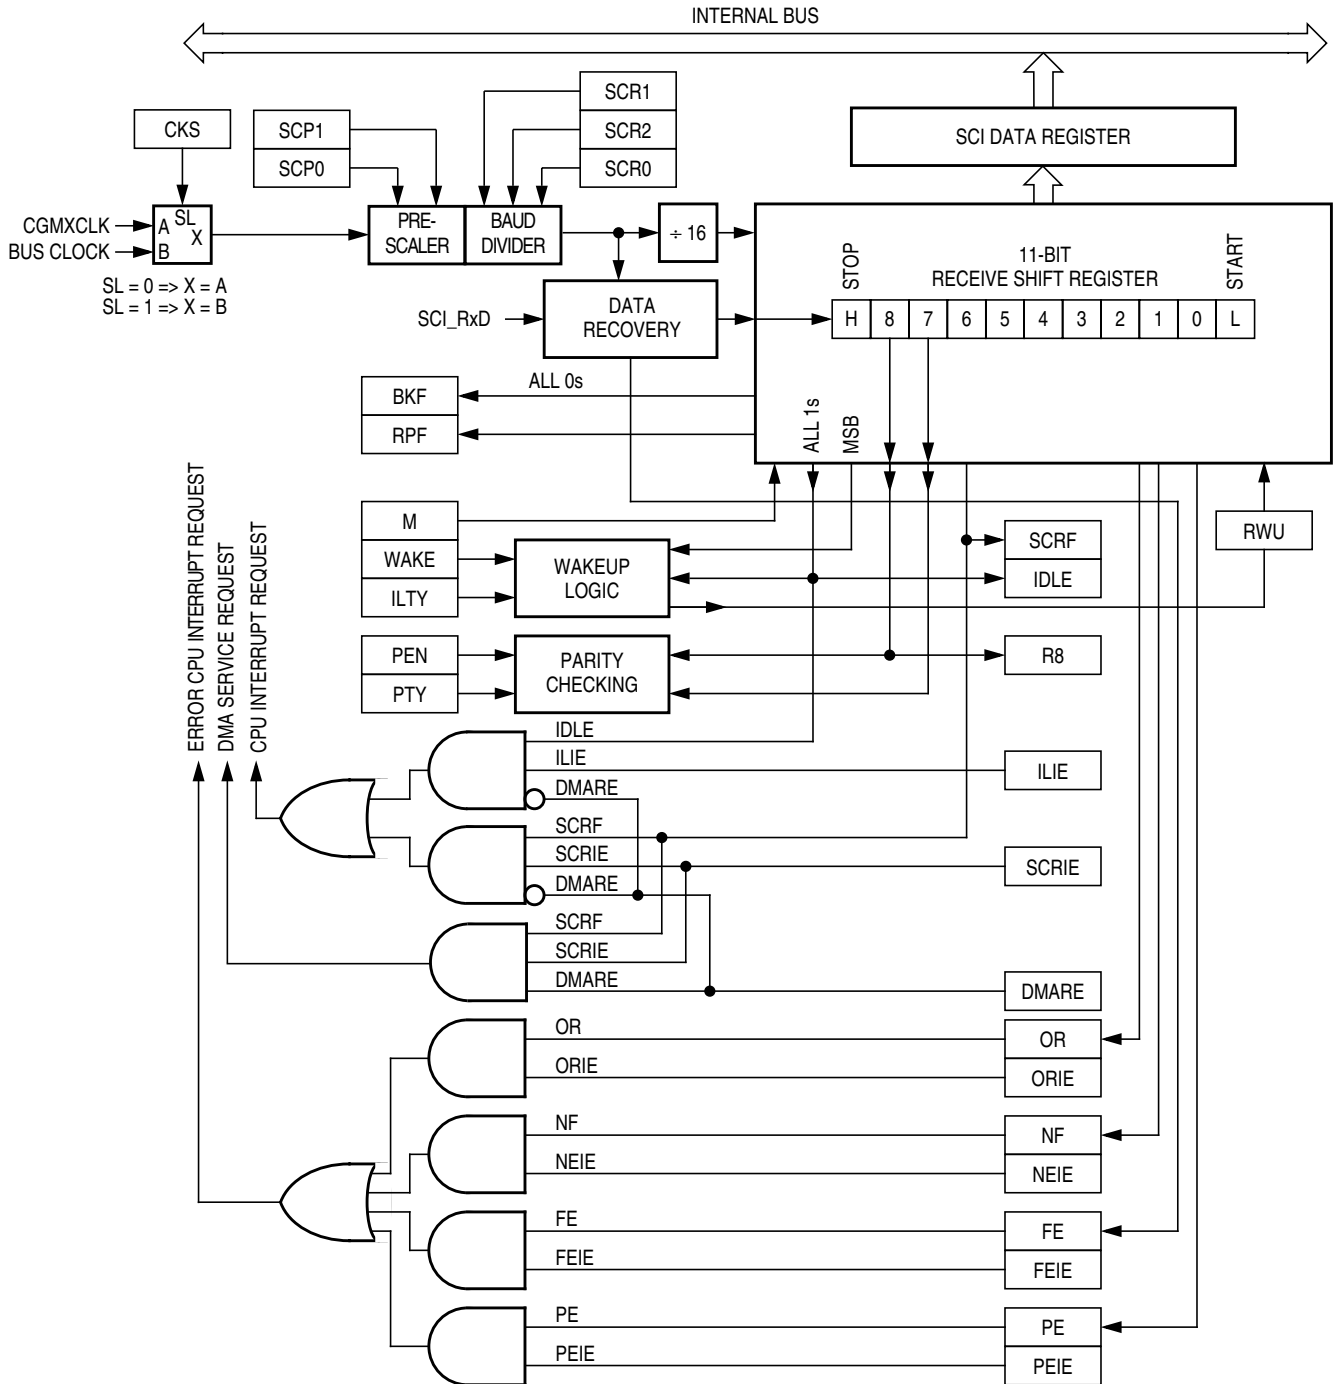 INTERNAL BUS
SCR1
SCR2
SCR0
CKS
SCP1
SCP0
SCI DATA REGISTER
CGMXCLK
BUS CLOCK
A
B
SL
X
SL = 0 => X = A
SL = 1 => X = B
PRE-
SCALER
BAUD
DIVIDER
÷ 16
STOP
11-BIT
RECEIVE SHIFT REGISTER
START
H 8 7 6 5 4 3 2 1 0 L
SCI_RxD
DATA
RECOVERY
ALL 0s
BKF
RPF
ALL 1s
MSB
M
WAKE
ILTY
WAKEUP
LOGIC
SCRF
IDLE
RWU
PEN
PTY
PARITY
CHECKING
R8
ERROR CPU INTERRUPT REQUEST
DMA SERVICE REQUEST
CPU INTERRUPT REQUEST
IDLE
ILIE
ILIE
DMARE
SCRF
SCRIE
SCRIE
DMARE
SCRF
SCRIE
DMARE
DMARE
OR
OR
ORIE
ORIE
NF
NF
NEIE
NEIE
FE
FE
FEIE
FEIE
PE
PE
PEIE
PEIE